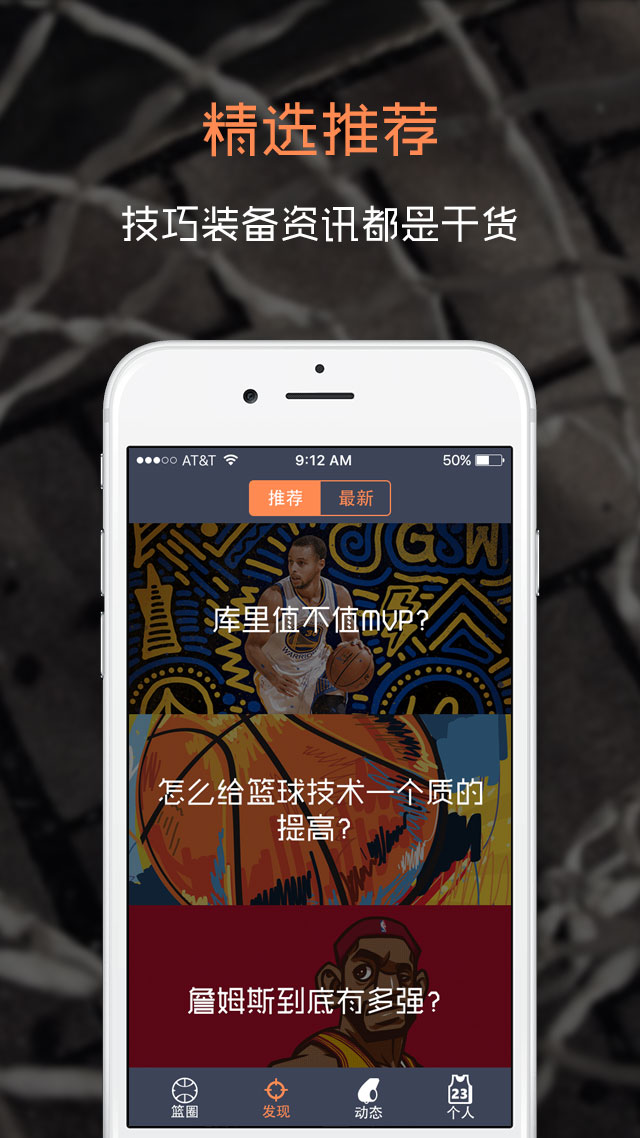 精选推荐
技巧装备资讯都是干货
AT&T
9:12 AM
50%
推荐
最新
GSW
WARRIORS
库里值不值MVP?
怎么给篮球技术一个质的
提高?
詹姆斯到底有多强?
23
篮圈
发现
动态
个人